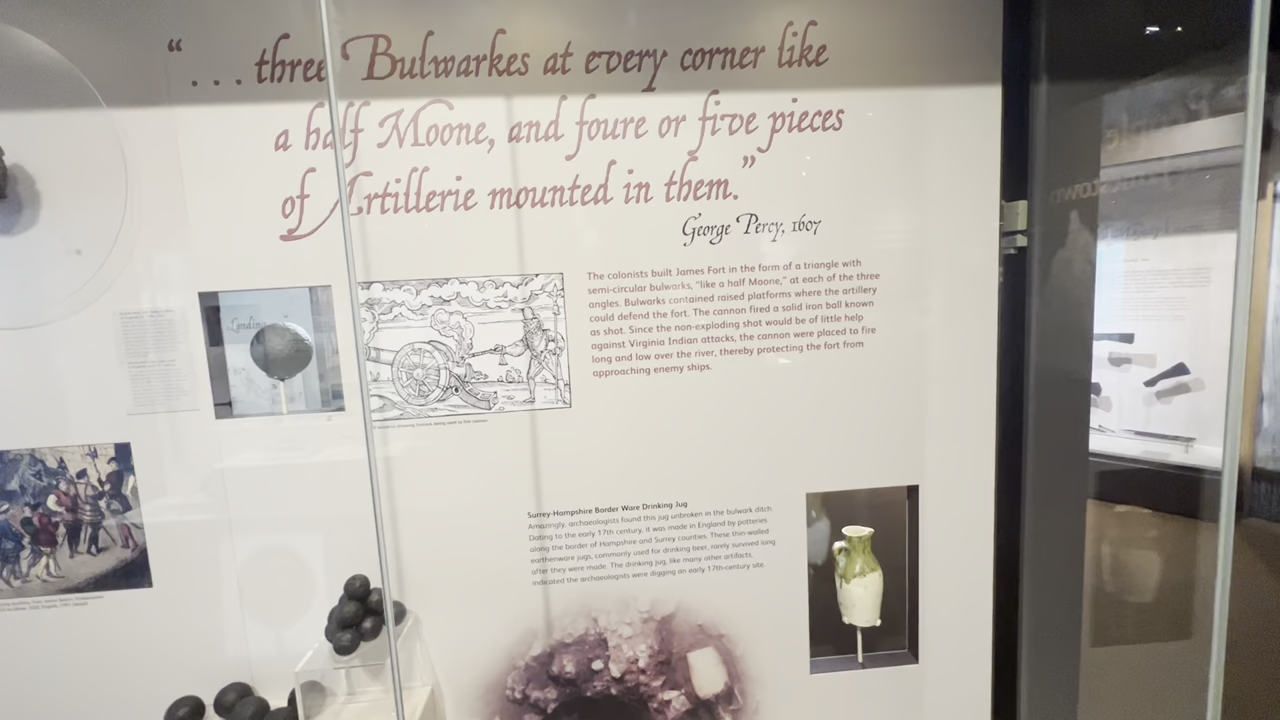 “... three Bulwarkes at every corner like
a half Moone, and foure or five pieces
of Artillerie mounted in them.”
George Percy, 1607
The colonists built James Fort in the form of a triangle with
semi-circular bulwarks, “like a half Moone,” at each of the three
angles. Bulwarks contained raised platforms where the artillery
could defend the fort. The cannon fired a solid iron ball known
as shot. Since the non-exploding shot would be of little help
against Virginia Indian attacks, the cannon were placed to fire
long and low over the river, thereby protecting the fort from
approaching enemy ships.
Surrey-Hampshire Border Ware Drinking Jug
Amazingly, archaeologists found this jug unbroken in the bulwark ditch.
Dating to the early 17th century, it was made in England by potteries
along the border of Hampshire and Surrey counties. These thin-walled
earthenware jugs, commonly used for drinking beer, rarely survived long
after they were made. The drinking jug, like many other artifacts,
indicated the archaeologists were digging an early 17th-century site.